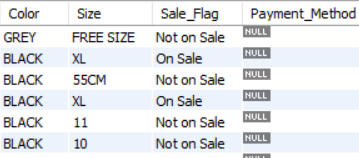 Color Size Sale_Flag Payment_Method
GREY FREE SIZE Not on Sale NULL
BLACK XL On Sale NULL
BLACK 55CM Not on Sale NULL
BLACK XL On Sale NULL
BLACK 11 Not on Sale NULL
BLACK 10 Not on Sale NULL